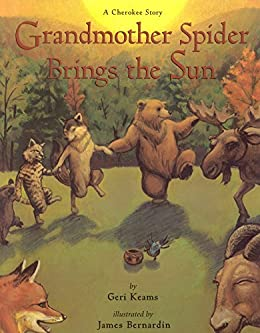 A Cherokee Story
Grandmother Spider
Brings the Sun
by
Geri Keams
illustrated by
James Bernardin